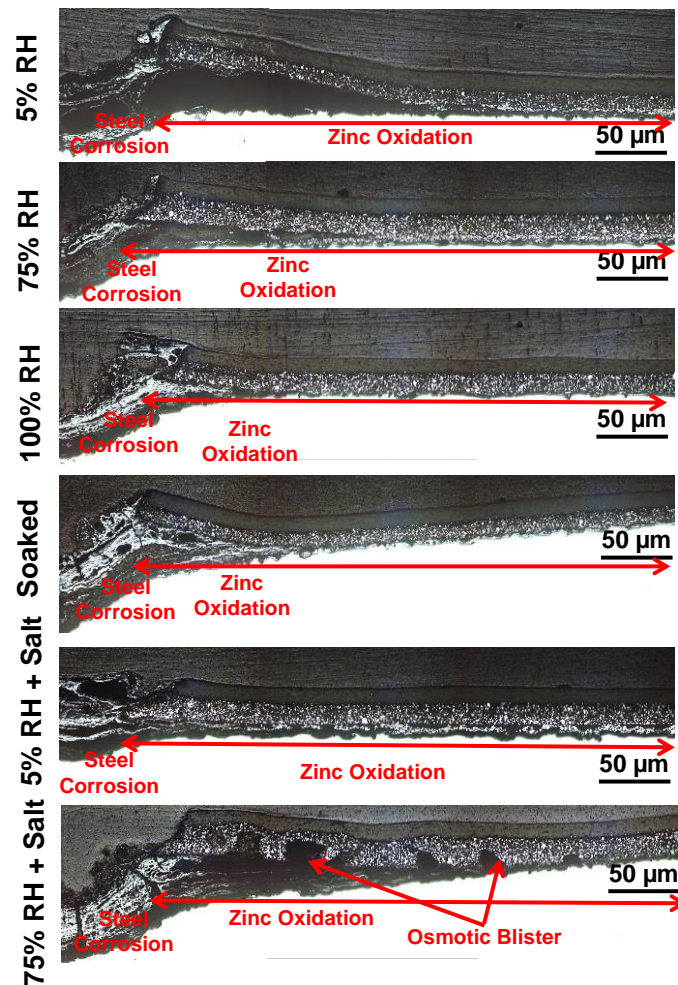 5% RH
Steel
Corrosion
Zinc Oxidation
50 µm
75% RH
Steel
Corrosion
Zinc
Oxidation
50 µm
100% RH
Steel
Corrosion
Zinc
Oxidation
50 µm
Soaked
Steel
Corrosion
Zinc
Oxidation
50 µm
5% RH + Salt
Steel
Corrosion
Zinc Oxidation
50 µm
75% RH + Salt
Steel
Corrosion
Zinc Oxidation
Osmotic Blister
50 µm